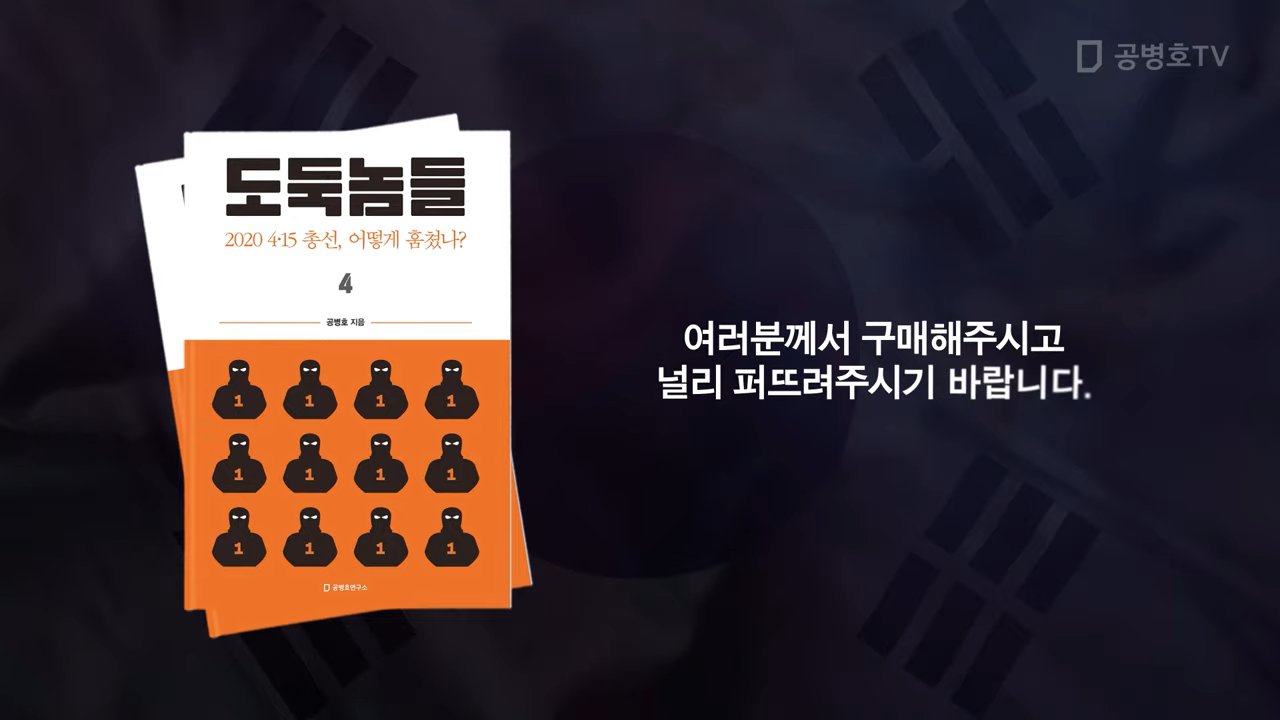 공병호TV
도둑놈들
2020 4·15 총선, 어떻게 훔쳤나?
4
공병호 지음
1 1 1 1
1 1 1 1
1 1 1 1
공병호연구소
여러분께서 구매해주시고
널리 퍼뜨려주시기 바랍니다.